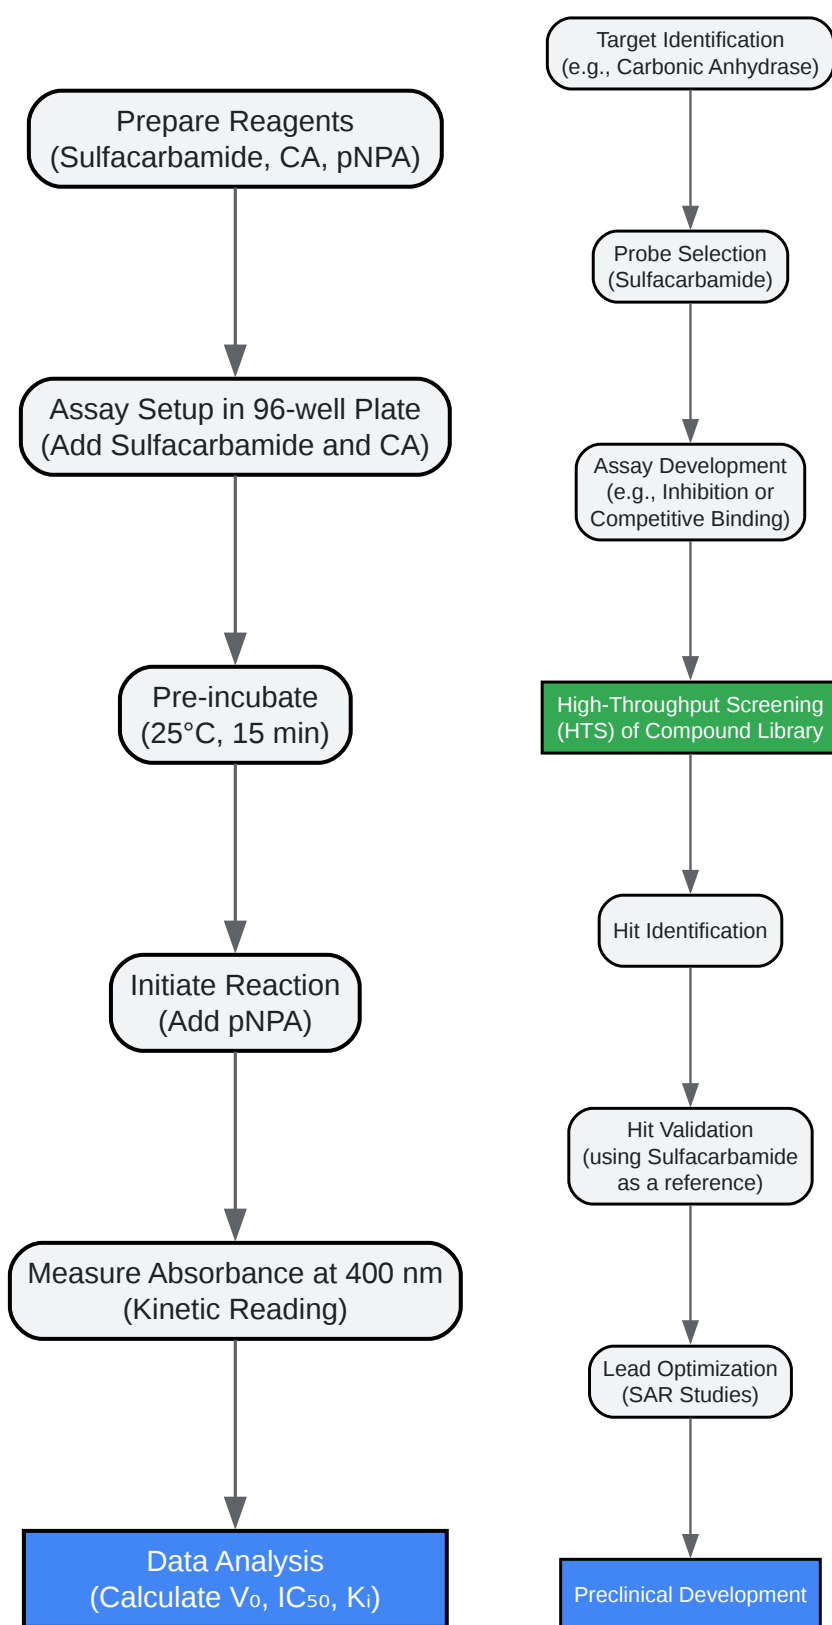 Prepare Reagents
(Sulfacarbamide, CA, pNPA)
Assay Setup in 96-well Plate
(Add Sulfacarbamide and CA)
Pre-incubate
(25°C, 15 min)
Initiate Reaction
(Add pNPA)
Measure Absorbance at 400 nm
(Kinetic Reading)
Data Analysis
(Calculate V₀, IC₅₀, Kᵢ)
Target Identification
(e.g., Carbonic Anhydrase)
Probe Selection
(Sulfacarbamide)
Assay Development
(e.g., Inhibition or
Competitive Binding)
High-Throughput Screening
(HTS) of Compound Library
Hit Identification
Hit Validation
(using Sulfacarbamide
as a reference)
Lead Optimization
(SAR Studies)
Preclinical Development